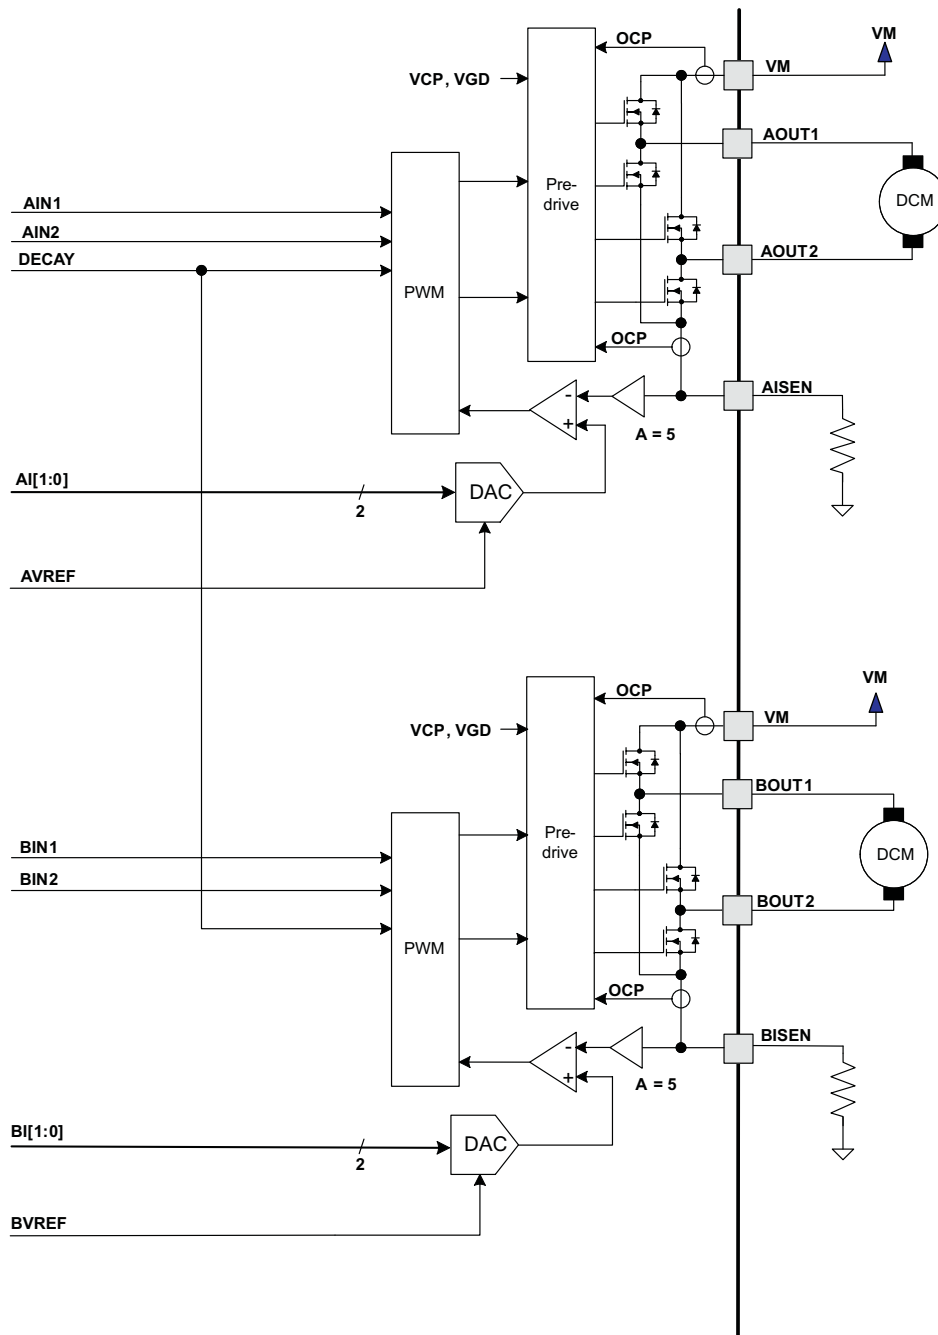 OCP
VM
VM
VCP, VGD
AOUT1
Pre-
drive
DCM
AIN1
AIN2
AOUT2
DECAY
PWM
OCP
AISEN
-
+
A = 5
AI[1:0]
2
DAC
AVREF
VM
OCP
VM
VCP, VGD
BOUT1
Pre-
drive
DCM
BIN1
BIN2
BOUT2
PWM
OCP
BISEN
-
+
A = 5
BI[1:0]
2
DAC
BVREF